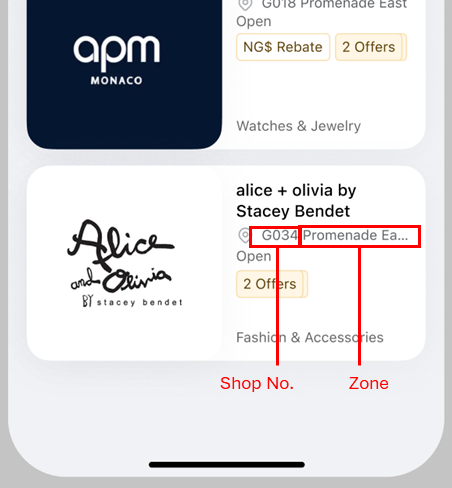 G018 Promenade East
Open
NG$ Rebate
2 Offers
apm
MONACO
Watches & Jewelry
alice + olivia by
Stacey Bendet
G034 Promenade Ea...
Open
2 Offers
Alice
and Olivia
BY stacey bendet
Fashion & Accessories
Shop No.
Zone